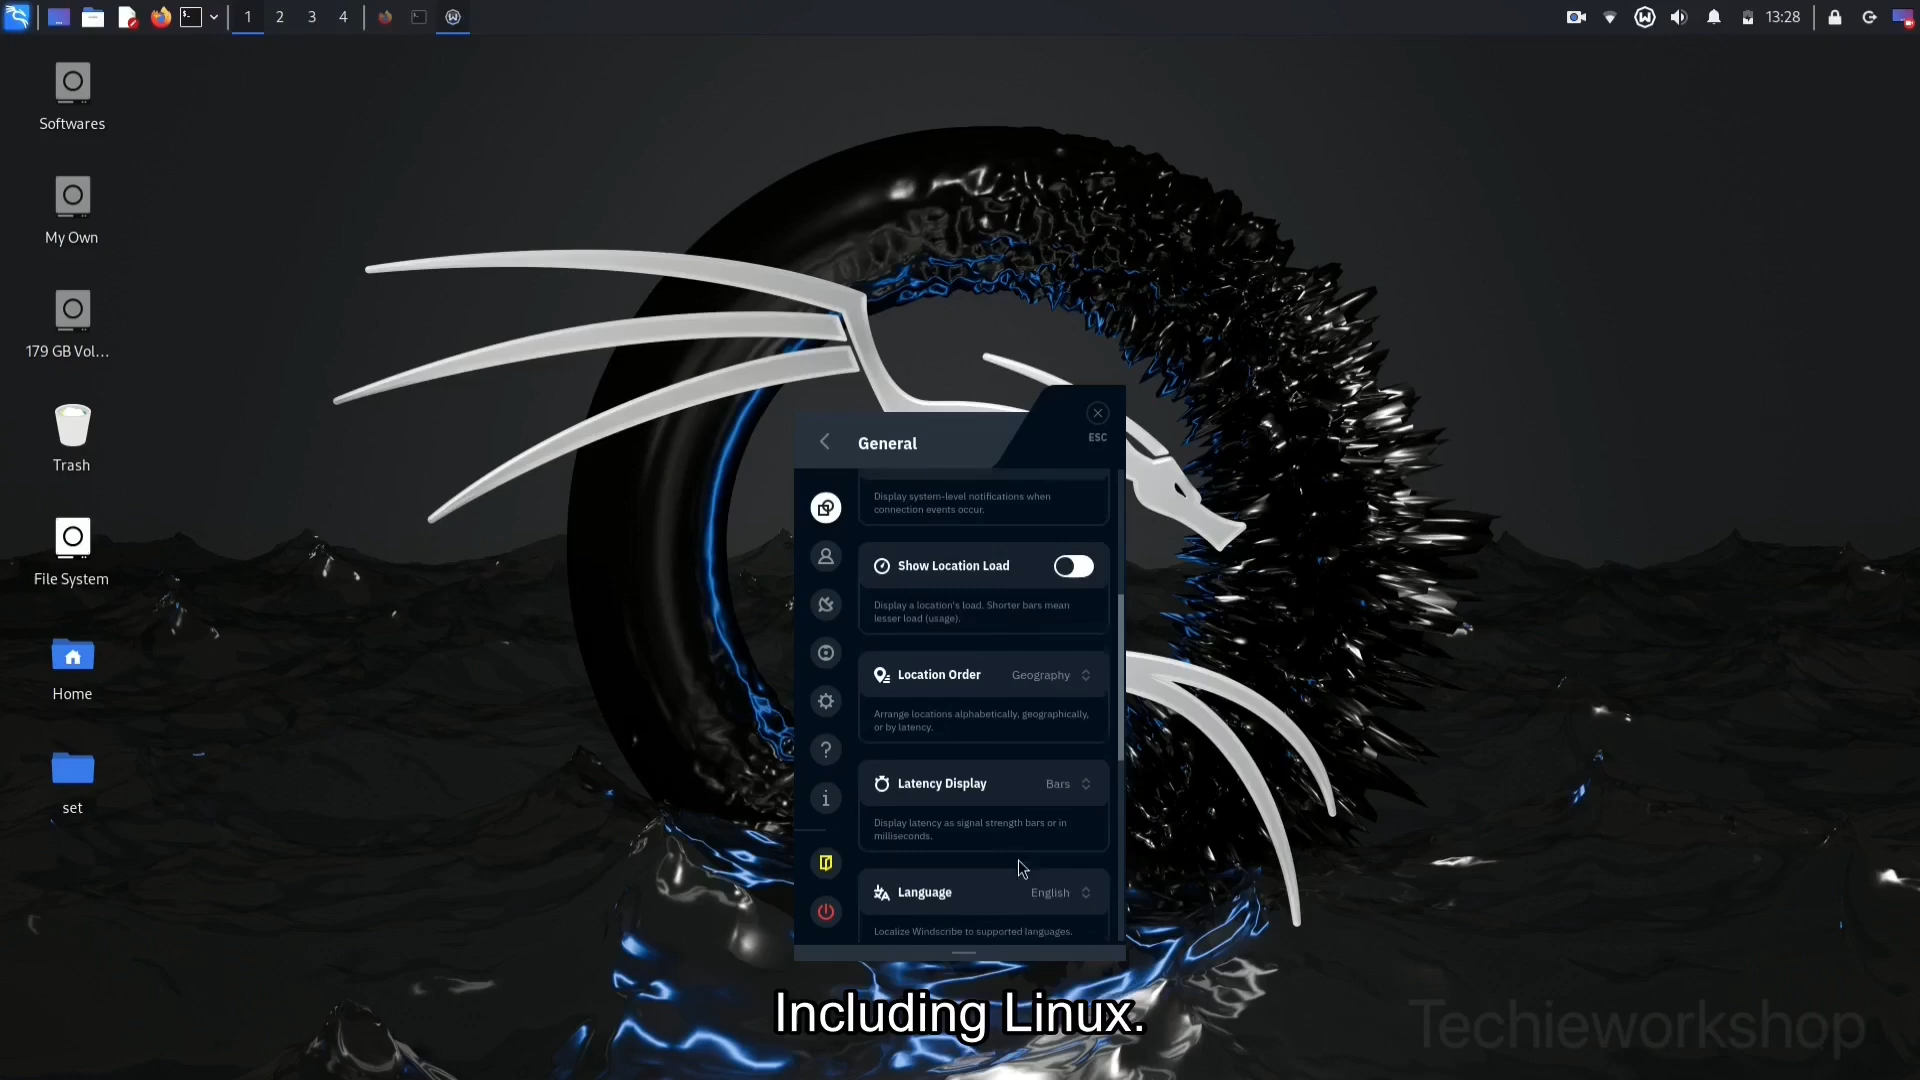 1 2 3 4
13:28
Softwares
My Own
179 GB Vol...
Trash
File System
Home
set
General
ESC
Display system-level notifications when
connection events occur.
Show Location Load
Display a location's load. Shorter bars mean
lesser load (usage).
Location Order Geography
Arrange locations alphabetically, geographically,
or by latency.
Latency Display Bars
Display latency as signal strength bars or in
milliseconds.
Language English
Localize Windscribe to supported languages.
Including Linux.
Techieworkshop